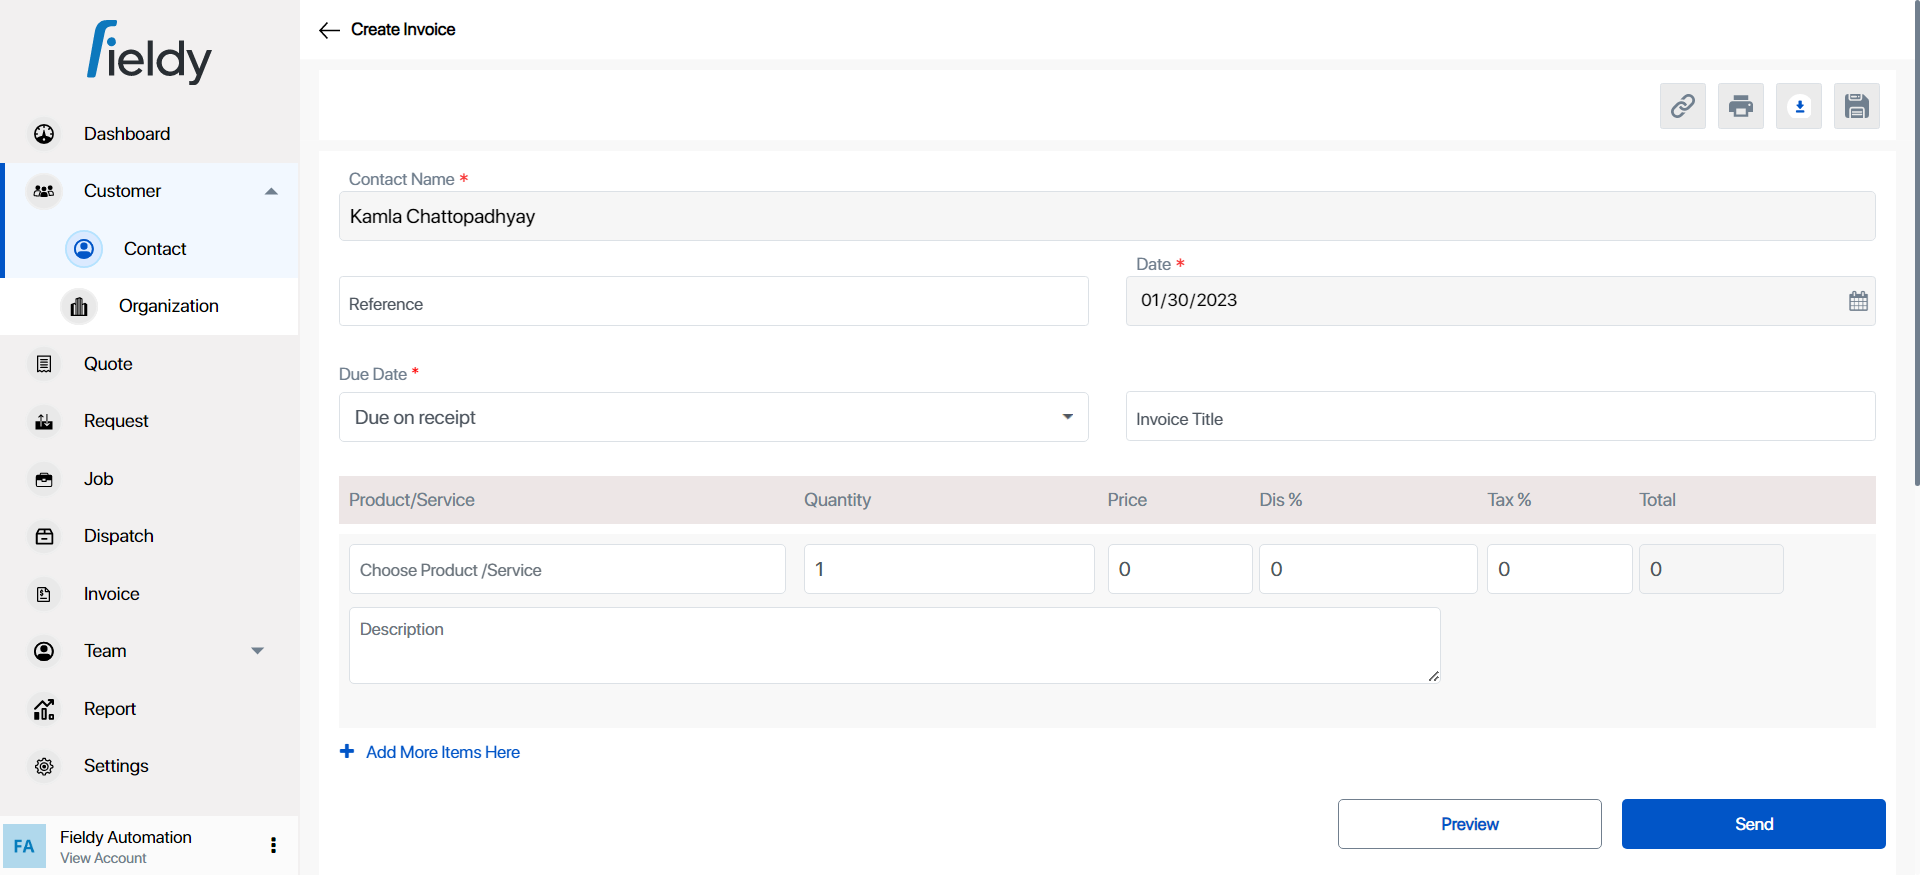 fieldy
Dashboard
Customer
Contact
Organization
Quote
Request
Job
Dispatch
Invoice
Team
Report
Settings
FA
Fieldy Automation
View Account
Create Invoice
Contact Name *
Kamla Chattopadhyay
Reference
Date *
01/30/2023
Due Date *
Due on receipt
Invoice Title
Product/Service Quantity Price Dis % Tax % Total
Choose Product /Service 1 0 0 0 0
Description
Add More Items Here
Preview Send